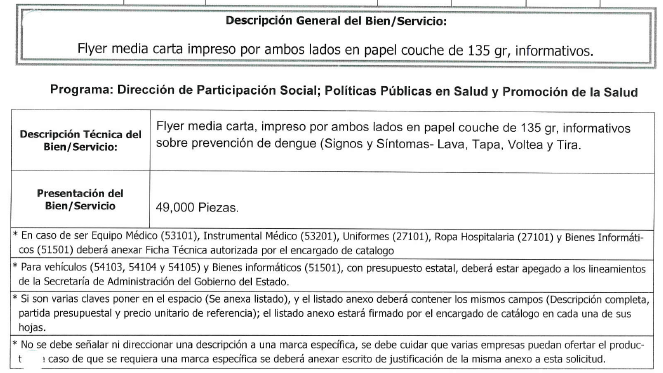 Descripción General del Bien/Servicio:
Flyer media carta impreso por ambos lados en papel couche de 135 gr, informativos.
Programa: Dirección de Participación Social; Políticas Públicas en Salud y Promoción de la Salud
Descripción Técnica del
Bien/Servicio:
Flyer media carta, impreso por ambos lados en papel couche de 135 gr, informativos
sobre prevención de dengue (Signos y Síntomas- Lava, Tapa, Voltea y Tira.
Presentación del
Bien/Servicio
49,000 Piezas.
* En caso de ser Equipo Médico (53101), Instrumental Médico (53201), Uniformes (27101), Ropa Hospitalaria (27101) y Bienes Informáti-
cos (51501) deberá anexar Ficha Técnica autorizada por el encargado de catalogo
* Para vehículos (54103, 54104 y 54105) y Bienes informáticos (51501), con presupuesto estatal, deberá estar apegado a los lineamientos
de la Secretaría de Administración del Gobierno del Estado.
* Si son varias claves poner en el espacio (Se anexa listado), y el listado anexo deberá contener los mismos campos (Descripción completa,
partida presupuestal y precio unitario de referencia); el listado anexo estará firmado por el encargado de catálogo en cada una de sus
hojas.
* No se debe señalar ni direccionar una descripción a una marca específica, se debe cuidar que varias empresas puedan ofertar el produc-
caso de que se requiera una marca específica se deberá anexar escrito de justificación de la misma anexo a esta solicitud.